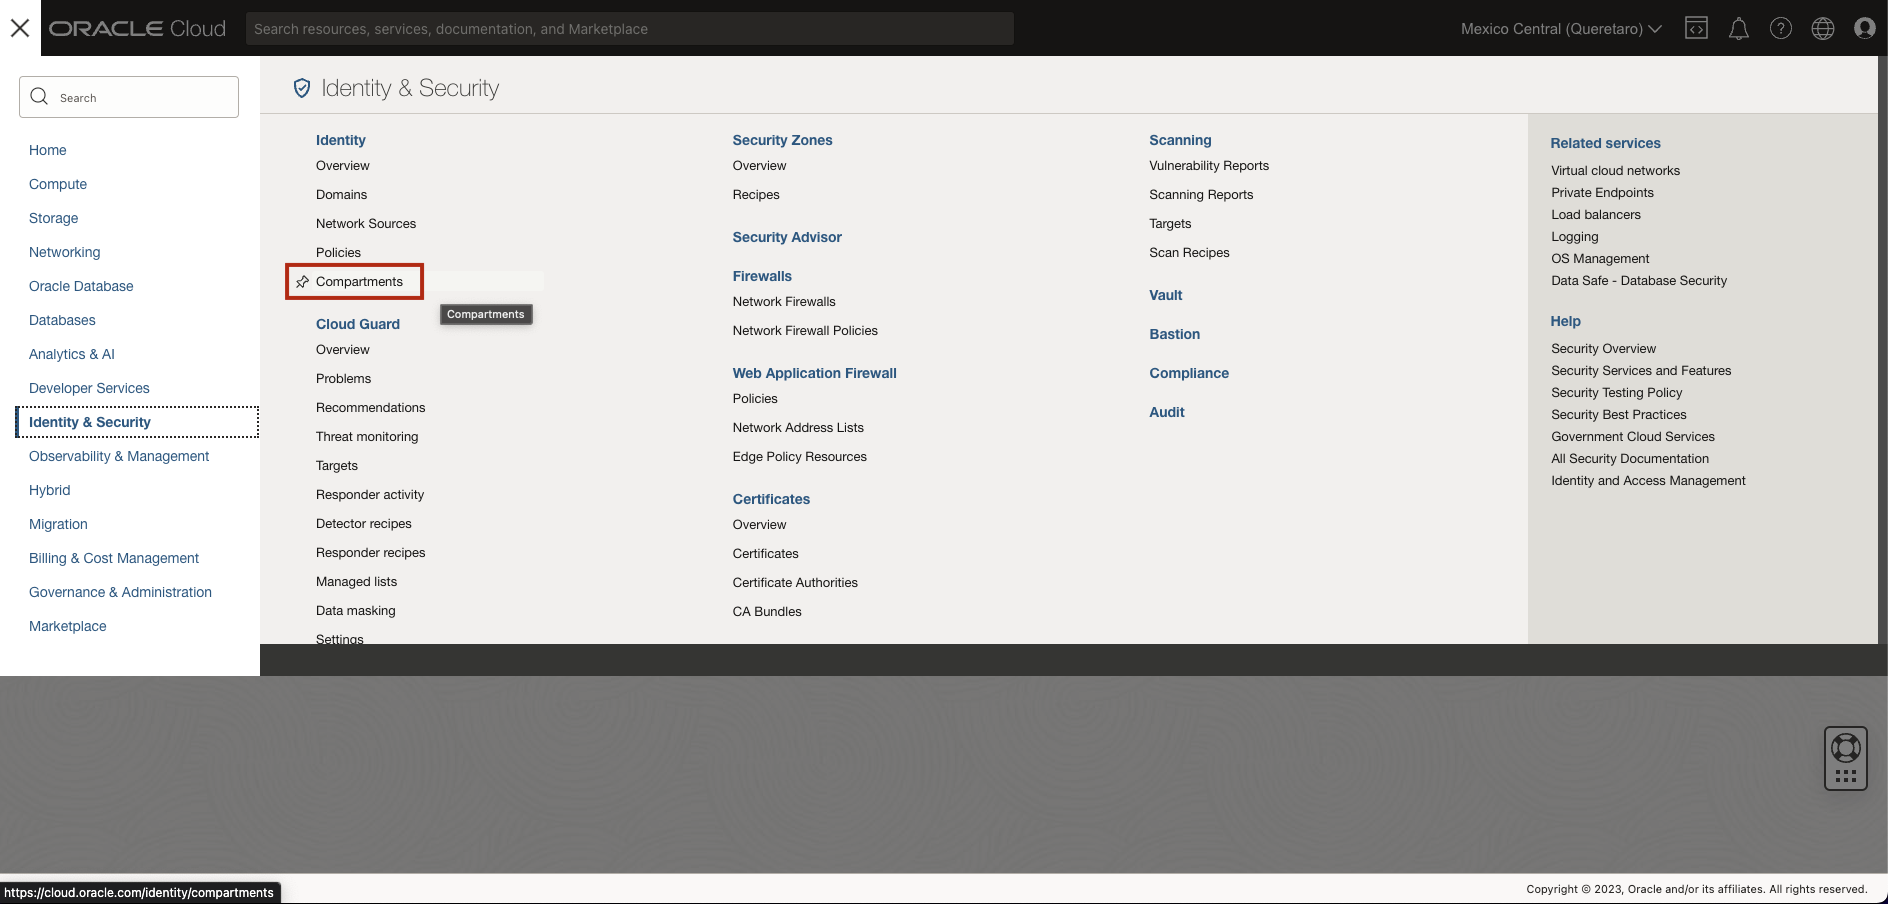 ORACLE Cloud
Search resources, services, documentation, and Marketplace
Mexico Central (Queretaro)
Search
Home
Compute
Storage
Networking
Oracle Database
Databases
Analytics & AI
Developer Services
Identity & Security
Observability & Management
Hybrid
Migration
Billing & Cost Management
Governance & Administration
Marketplace
Identity & Security
Identity
Overview
Domains
Network Sources
Policies
Compartments
Compartments
Cloud Guard
Overview
Problems
Recommendations
Threat monitoring
Targets
Responder activity
Detector recipes
Responder recipes
Managed lists
Data masking
Settings
Security Zones
Overview
Recipes
Security Advisor
Firewalls
Network Firewalls
Network Firewall Policies
Web Application Firewall
Policies
Network Address Lists
Edge Policy Resources
Certificates
Overview
Certificates
Certificate Authorities
CA Bundles
Scanning
Vulnerability Reports
Scanning Reports
Targets
Scan Recipes
Vault
Bastion
Compliance
Audit
Related services
Virtual cloud networks
Private Endpoints
Load balancers
Logging
OS Management
Data Safe - Database Security
Help
Security Overview
Security Services and Features
Security Testing Policy
Security Best Practices
Government Cloud Services
All Security Documentation
Identity and Access Management
https://cloud.oracle.com/identity/compartments
Copyright © 2023, Oracle and/or its affiliates. All rights reserved.